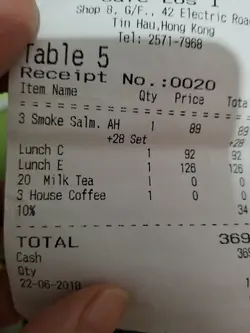 Shop 8, G/F., 42 Electric Road
Tin Hau,Hong Kong
Tel: 2571-7968
Table 5
Receipt No.:0020
Item Name Qty Price Total
3 Smoke Salm. AH 1 89 89
+28 Set +28
Lunch C 1 92 92
Lunch E 1 126 126
20 Milk Tea 1 0 0
3 House Coffee 1 0 0
10% 34
TOTAL 369
Cash 369
Qty
22-06-2018